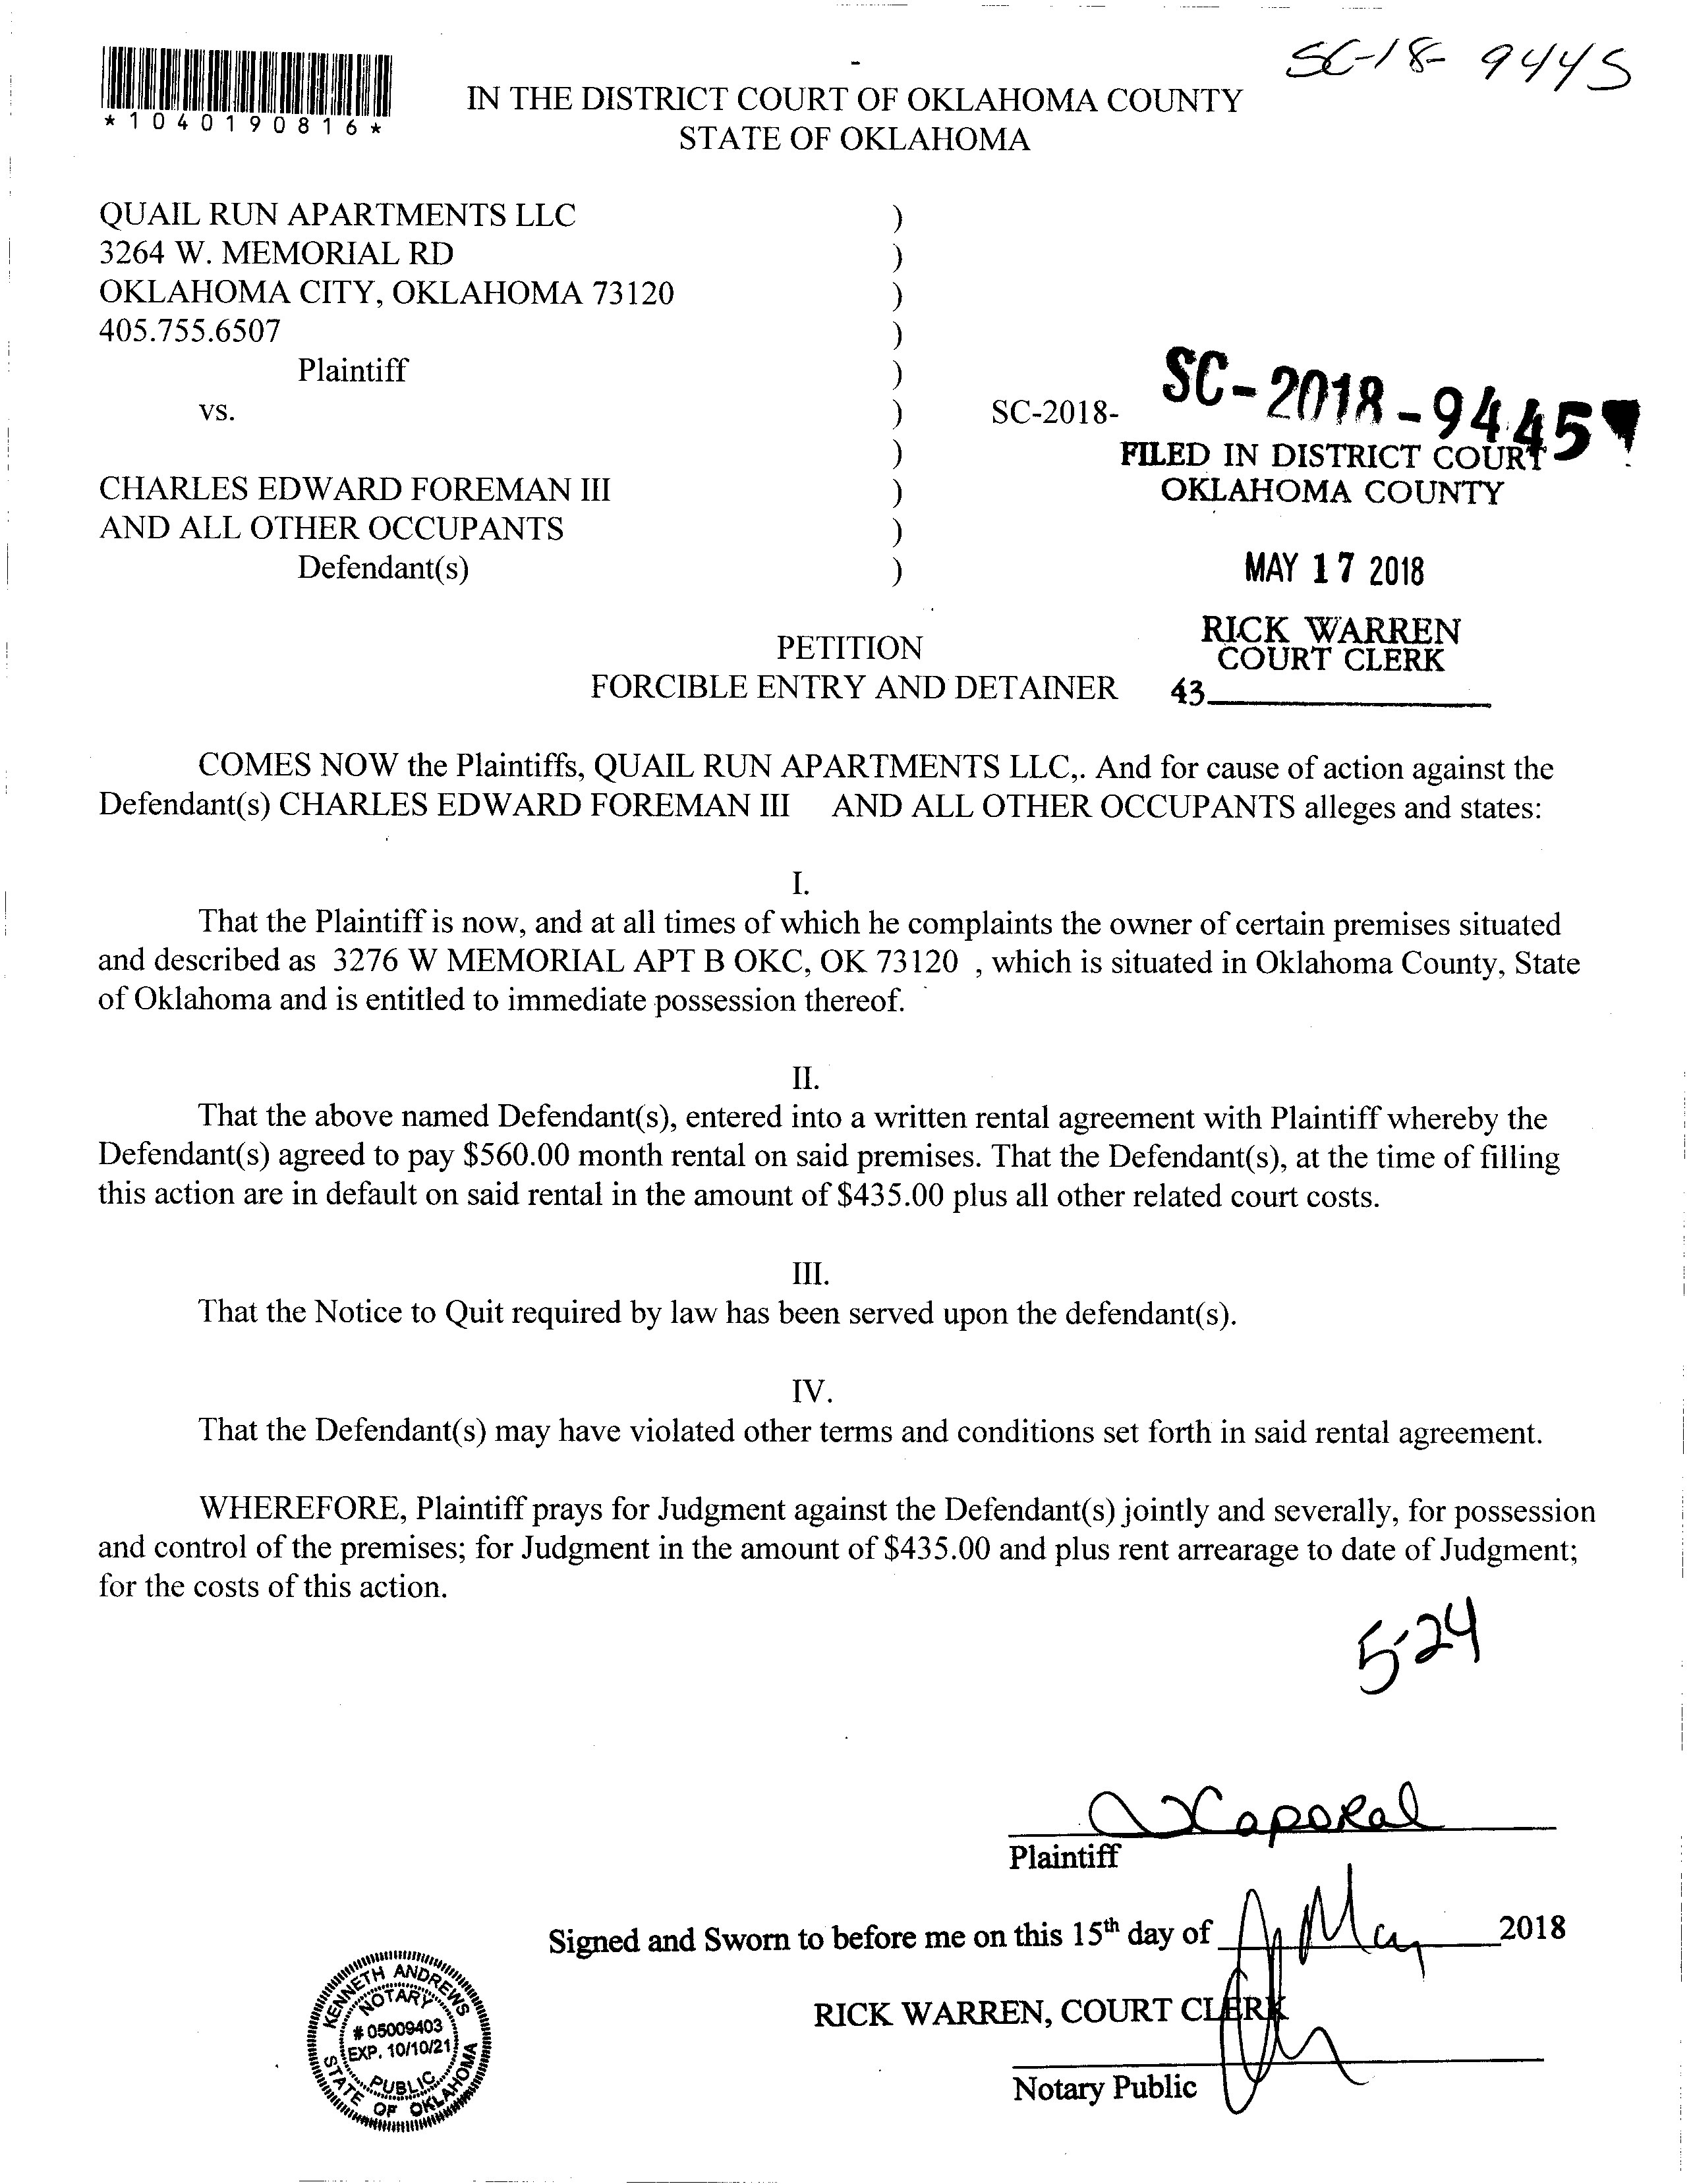 SC-18-9445
*1040190816*
IN THE DISTRICT COURT OF OKLAHOMA COUNTY
STATE OF OKLAHOMA
QUAIL RUN APARTMENTS LLC )
3264 W. MEMORIAL RD )
OKLAHOMA CITY, OKLAHOMA 73120 )
405.755.6507 )
Plaintiff )
vs. ) SC-2018- SC-2018-9445
)
FILED IN DISTRICT COURT
CHARLES EDWARD FOREMAN III ) OKLAHOMA COUNTY
AND ALL OTHER OCCUPANTS )
Defendant(s) ) MAY 17 2018
RICK WARREN
PETITION COURT CLERK
FORCIBLE ENTRY AND DETAINER 43
COMES NOW the Plaintiffs, QUAIL RUN APARTMENTS LLC,. And for cause of action against the
Defendant(s) CHARLES EDWARD FOREMAN III AND ALL OTHER OCCUPANTS alleges and states:
I.
That the Plaintiff is now, and at all times of which he complaints the owner of certain premises situated
and described as 3276 W MEMORIAL APT B OKC, OK 73120 , which is situated in Oklahoma County, State
of Oklahoma and is entitled to immediate possession thereof.
II.
That the above named Defendant(s), entered into a written rental agreement with Plaintiff whereby the
Defendant(s) agreed to pay $560.00 month rental on said premises. That the Defendant(s), at the time of filling
this action are in default on said rental in the amount of $435.00 plus all other related court costs.
III.
That the Notice to Quit required by law has been served upon the defendant(s).
IV.
That the Defendant(s) may have violated other terms and conditions set forth in said rental agreement.
WHEREFORE, Plaintiff prays for Judgment against the Defendant(s) jointly and severally, for possession
and control of the premises; for Judgment in the amount of $435.00 and plus rent arrearage to date of Judgment;
for the costs of this action.
5-24
Caporal
Plaintiff
Signed and Sworn to before me on this 15th day of May 2018
RICK WARREN, COURT CLERK
Notary Public
KENNETH ANDREWS
NOTARY
# 05009403
EXP. 10/10/21
PUBLIC
STATE OF OKLAHOMA